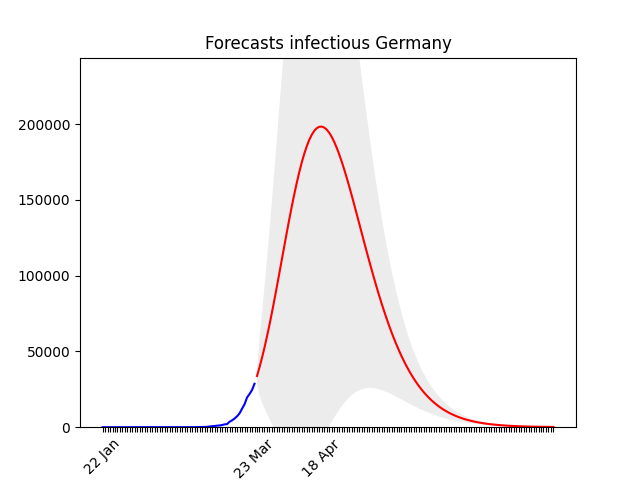 Forecasts infectious Germany
200000
150000
100000
50000
0
22 Jan
23 Mar
18 Apr